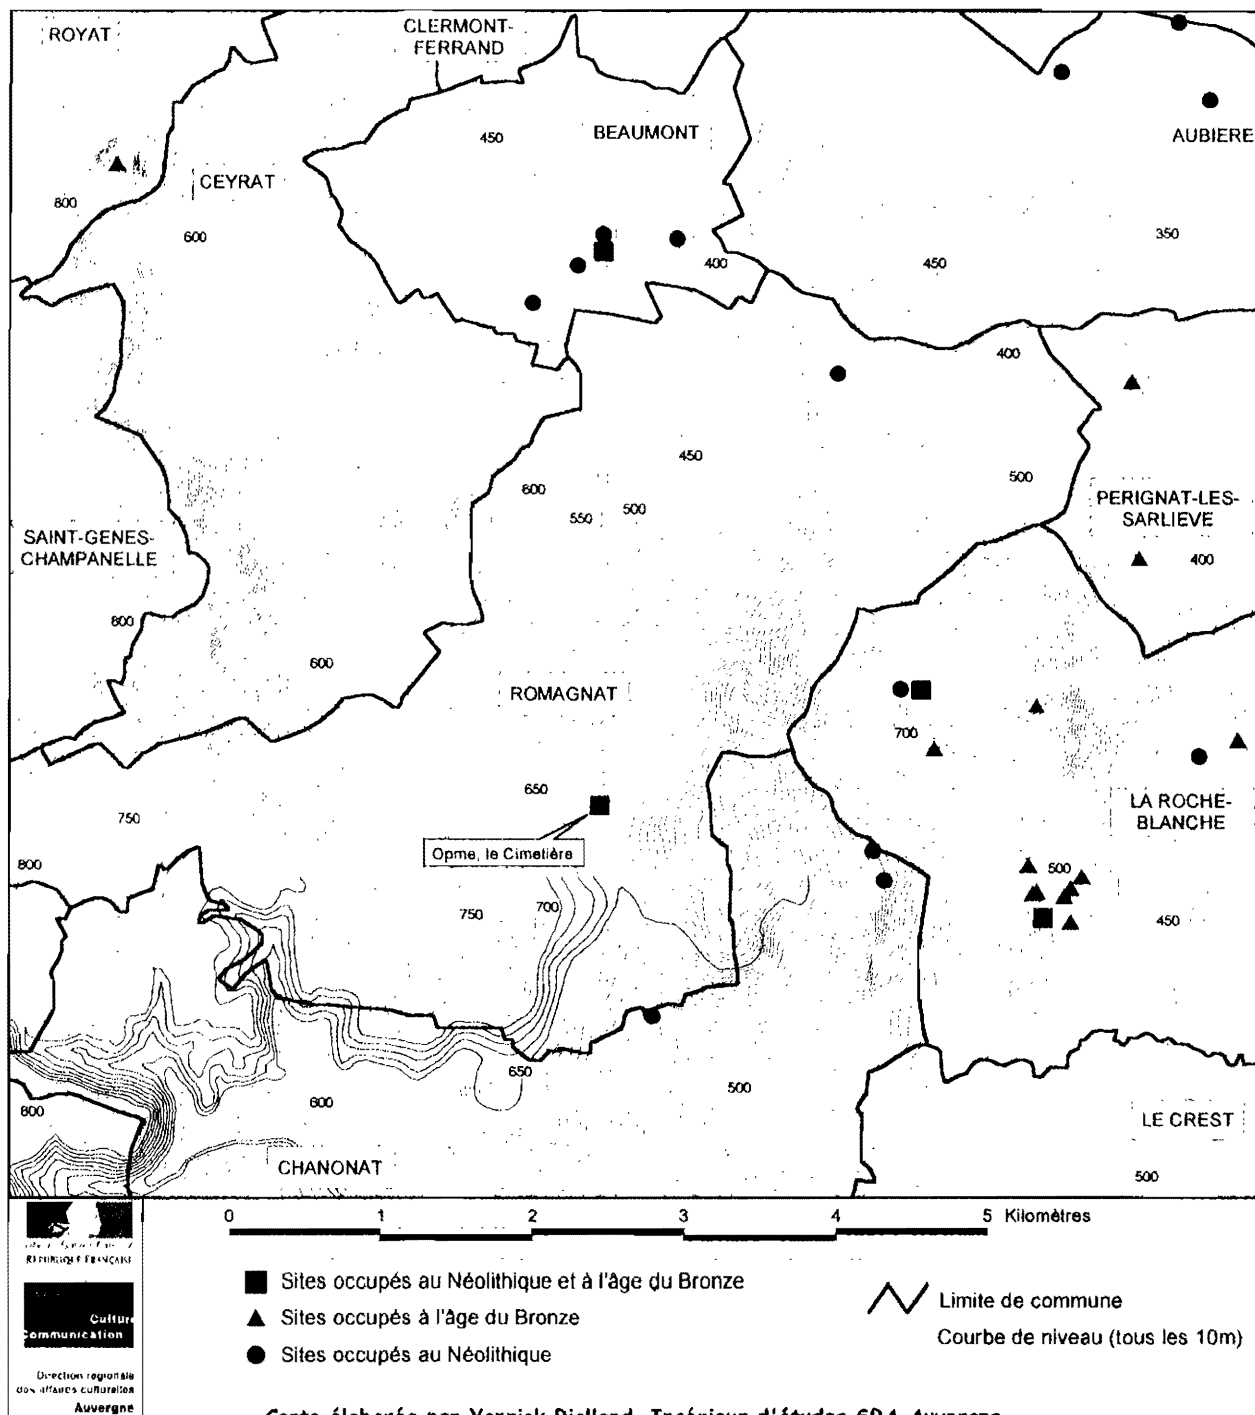 ROYAT
CLERMONT-
FERRAND
450
BEAUMONT
AUBIERE
CEYRAT
800
600
400
450
350
400
450
600
550
500
500
PERIGNAT-LES-
SARLIEVE
400
SAINT-GENES-
CHAMPANELLE
800
600
ROMAGNAT
700
650
750
LA ROCHE-
BLANCHE
Opme, le Cimetière
800
500
750
700
450
650
500
600
800
LE CREST
CHANONAT
500
0 1 2 3 4 5 Kilomètres
REPUBLIQUE FRANÇAISE
Sites occupés au Néolithique et à l'âge du Bronze
Sites occupés à l'âge du Bronze
Sites occupés au Néolithique
Limite de commune
Courbe de niveau (tous les 10m)
Culture
Communication
Direction régionale
des affaires culturelles
Auvergne